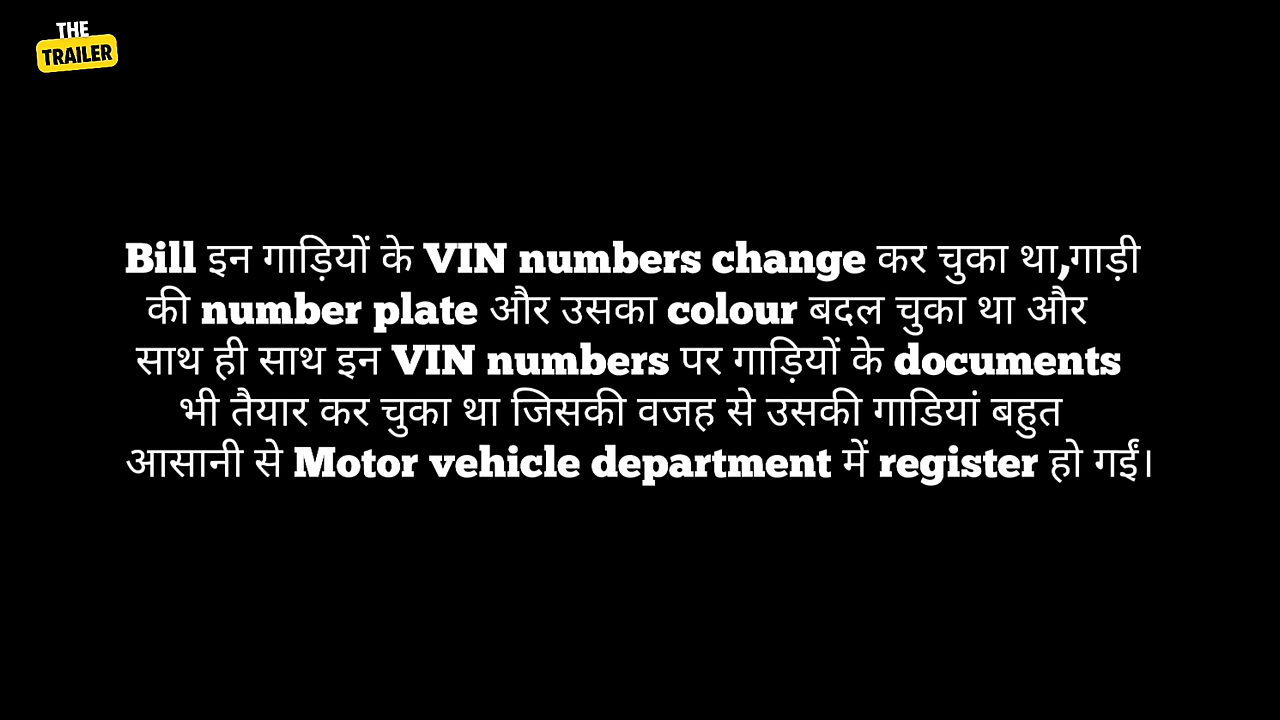 THE
TRAILER
Bill इन गाड़ियों के VIN numbers change कर चुका था,गाड़ी
की number plate और उसका colour बदल चुका था और
साथ ही साथ इन VIN numbers पर गाड़ियों के documents
भी तैयार कर चुका था जिसकी वजह से उसकी गाडियां बहुत
आसानी से Motor vehicle department में register हो गईं।